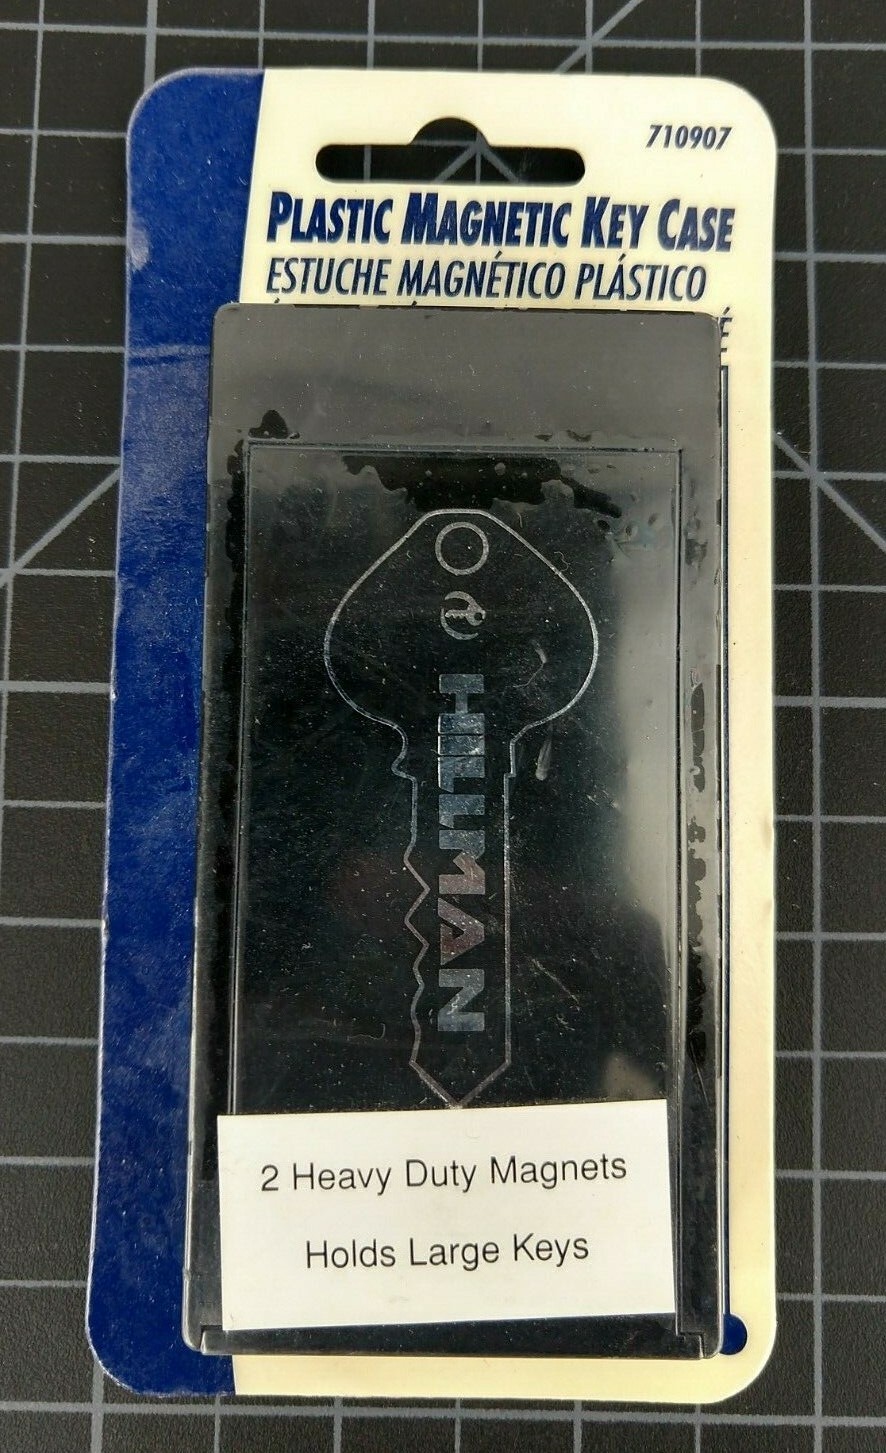 710907
PLASTIC MAGNETIC KEY CASE
ESTUCHE MAGNÉTICO PLÁSTICO
HILLMAN
2 Heavy Duty Magnets
Holds Large Keys